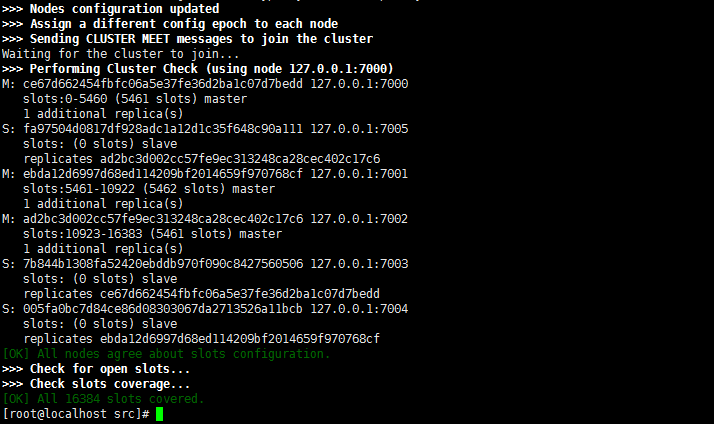 >>> Nodes configuration updated
>>> Assign a different config epoch to each node
>>> Sending CLUSTER MEET messages to join the cluster
Waiting for the cluster to join...
>>> Performing Cluster Check (using node 127.0.0.1:7000)
M: ce67d662454fbfc06a5e37fe36d2ba1c07d7bedd 127.0.0.1:7000
   slots:0-5460 (5461 slots) master
   1 additional replica(s)
S: fa97504d0817df928adc1a12d1c35f648c90a111 127.0.0.1:7005
   slots: (0 slots) slave
   replicates ad2bc3d002cc57fe9ec313248ca28cec402c17c6
M: ebda12d6997d68ed114209bf2014659f970768cf 127.0.0.1:7001
   slots:5461-10922 (5462 slots) master
   1 additional replica(s)
M: ad2bc3d002cc57fe9ec313248ca28cec402c17c6 127.0.0.1:7002
   slots:10923-16383 (5461 slots) master
   1 additional replica(s)
S: 7b844b1308fa52420ebddb970f090c8427560506 127.0.0.1:7003
   slots: (0 slots) slave
   replicates ce67d662454fbfc06a5e37fe36d2ba1c07d7bedd
S: 005fa0bc7d84ce86d08303067da2713526a11bcb 127.0.0.1:7004
   slots: (0 slots) slave
   replicates ebda12d6997d68ed114209bf2014659f970768cf
[OK] All nodes agree about slots configuration.
>>> Check for open slots...
>>> Check slots coverage...
[OK] All 16384 slots covered.
[root@localhost src]#